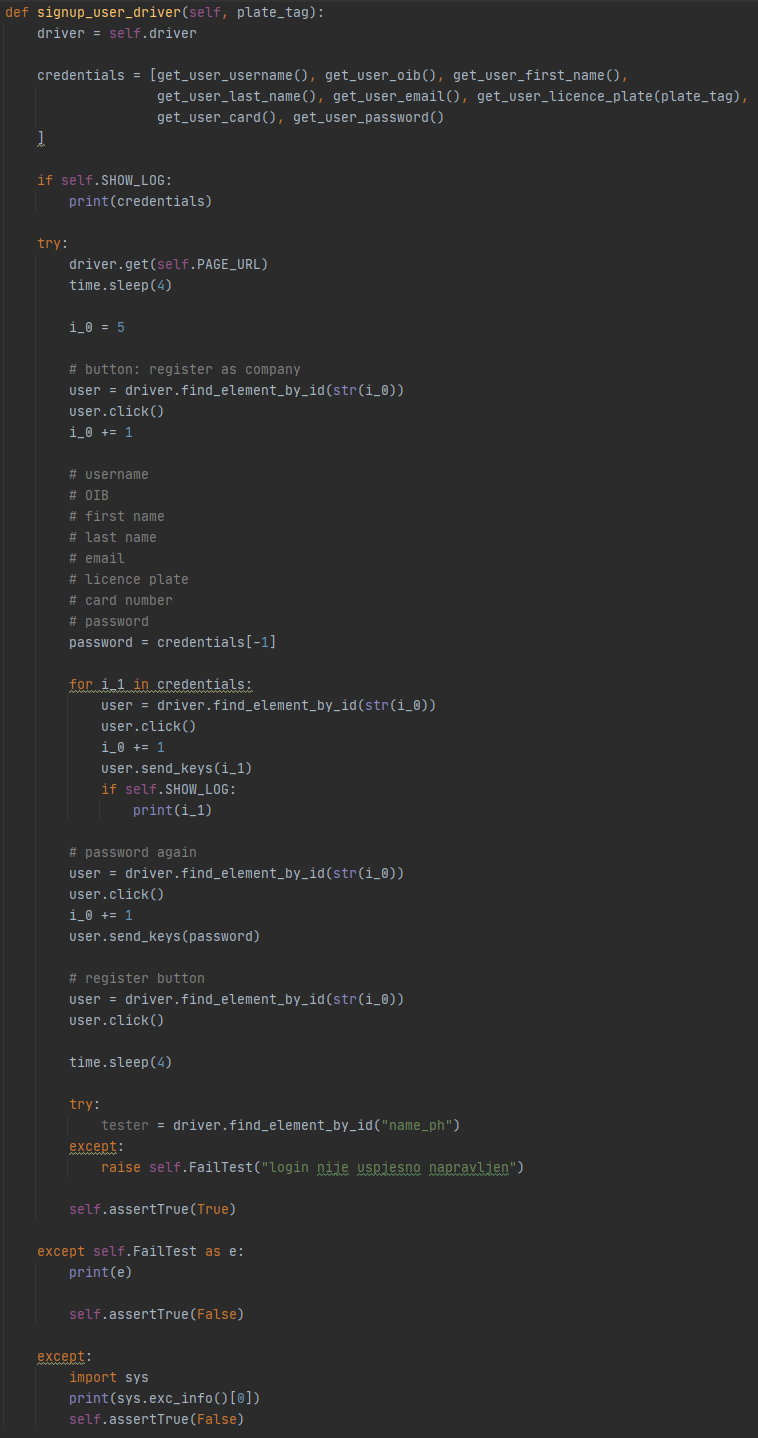 def signup_user_driver(self, plate_tag):
    driver = self.driver

    credentials = [get_user_username(), get_user_oib(), get_user_first_name(),
                   get_user_last_name(), get_user_email(), get_user_licence_plate(plate_tag),
                   get_user_card(), get_user_password()
    ]

    if self.SHOW_LOG:
        print(credentials)

    try:
        driver.get(self.PAGE_URL)
        time.sleep(4)

        i_0 = 5

        # button: register as company
        user = driver.find_element_by_id(str(i_0))
        user.click()
        i_0 += 1

        # username
        # OIB
        # first name
        # last name
        # email
        # licence plate
        # card number
        # password
        password = credentials[-1]

        for i_1 in credentials:
            user = driver.find_element_by_id(str(i_0))
            user.click()
            i_0 += 1
            user.send_keys(i_1)
            if self.SHOW_LOG:
                print(i_1)

        # password again
        user = driver.find_element_by_id(str(i_0))
        user.click()
        i_0 += 1
        user.send_keys(password)

        # register button
        user = driver.find_element_by_id(str(i_0))
        user.click()

        time.sleep(4)

        try:
            tester = driver.find_element_by_id("name_ph")
        except:
            raise self.FailTest("login nije uspjesno napravljen")

        self.assertTrue(True)

    except self.FailTest as e:
        print(e)

        self.assertTrue(False)

    except:
        import sys
        print(sys.exc_info()[0])
        self.assertTrue(False)